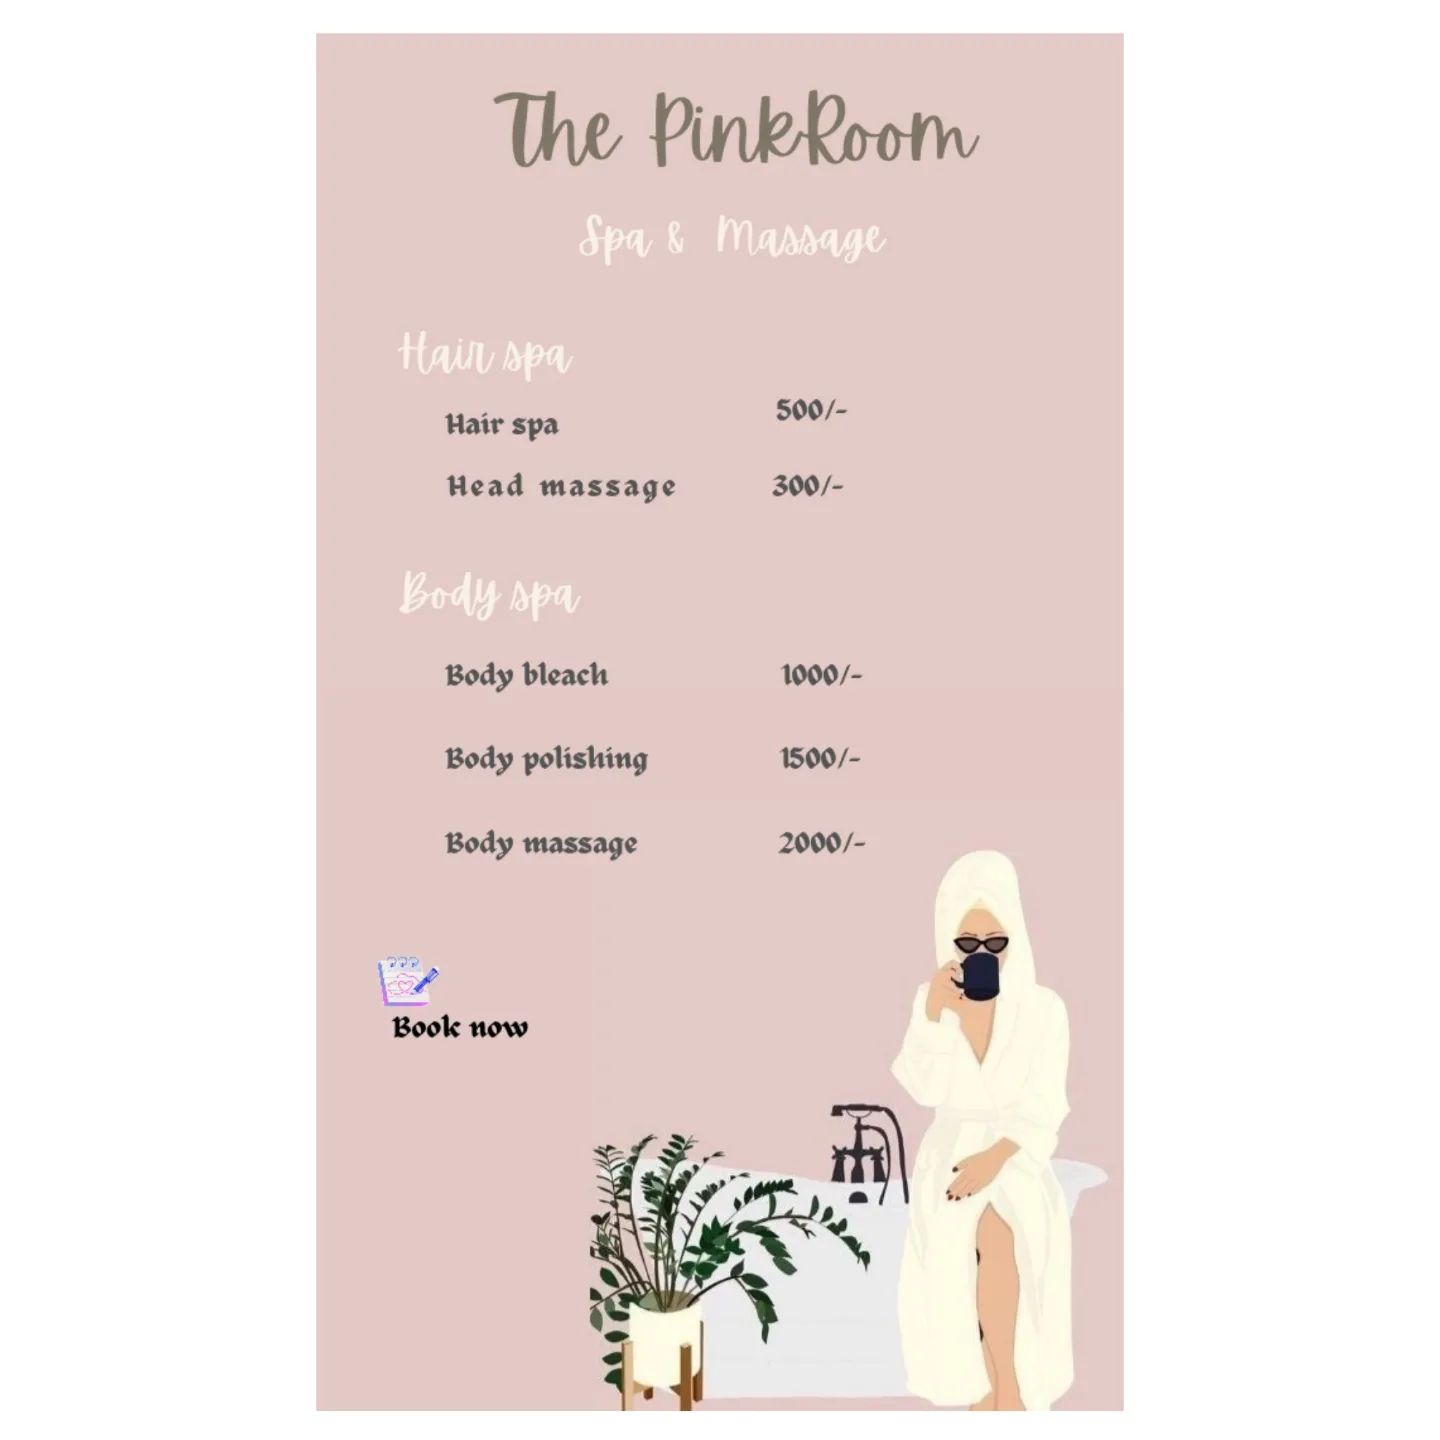 The PinkRoom
Spa & Massage
Hair spa
Hair spa 500/-
Head massage 300/-
Body spa
Body bleach 1000/-
Body polishing 1500/-
Body massage 2000/-
Book now